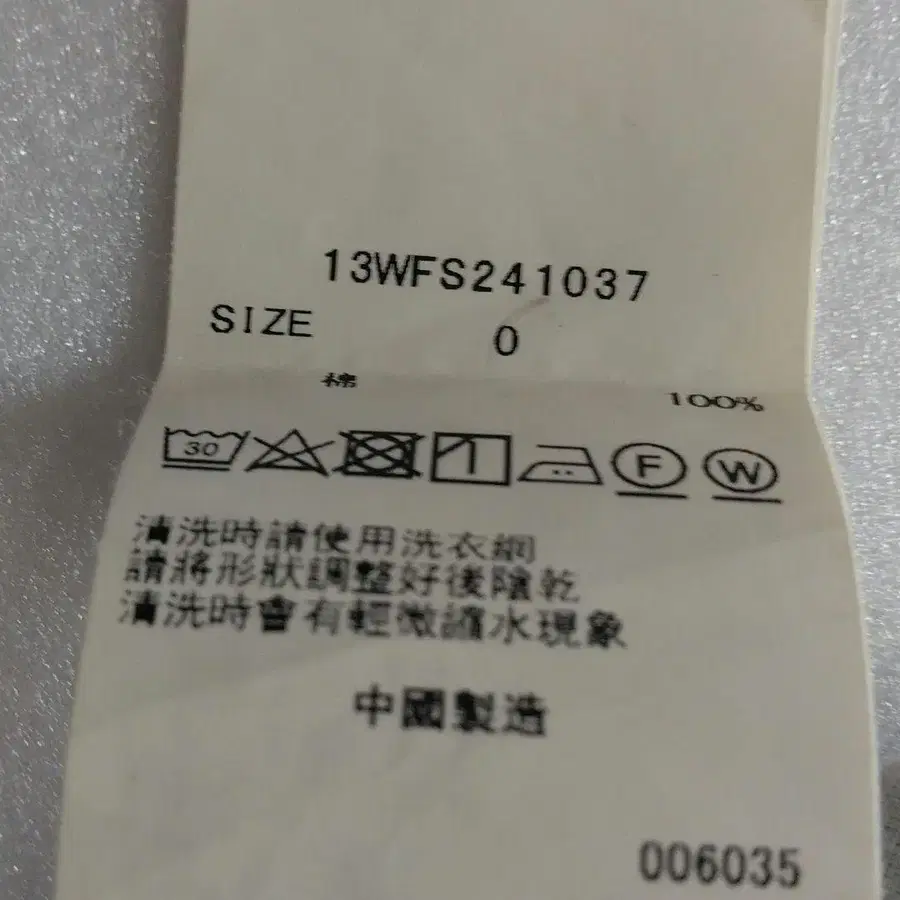 13WFS241037
SIZE 0
棉 100%
30 F W
清洗時請使用洗衣網
請將形狀調整好後陰乾
清洗時會有輕微縮水現象
中國製造
006035